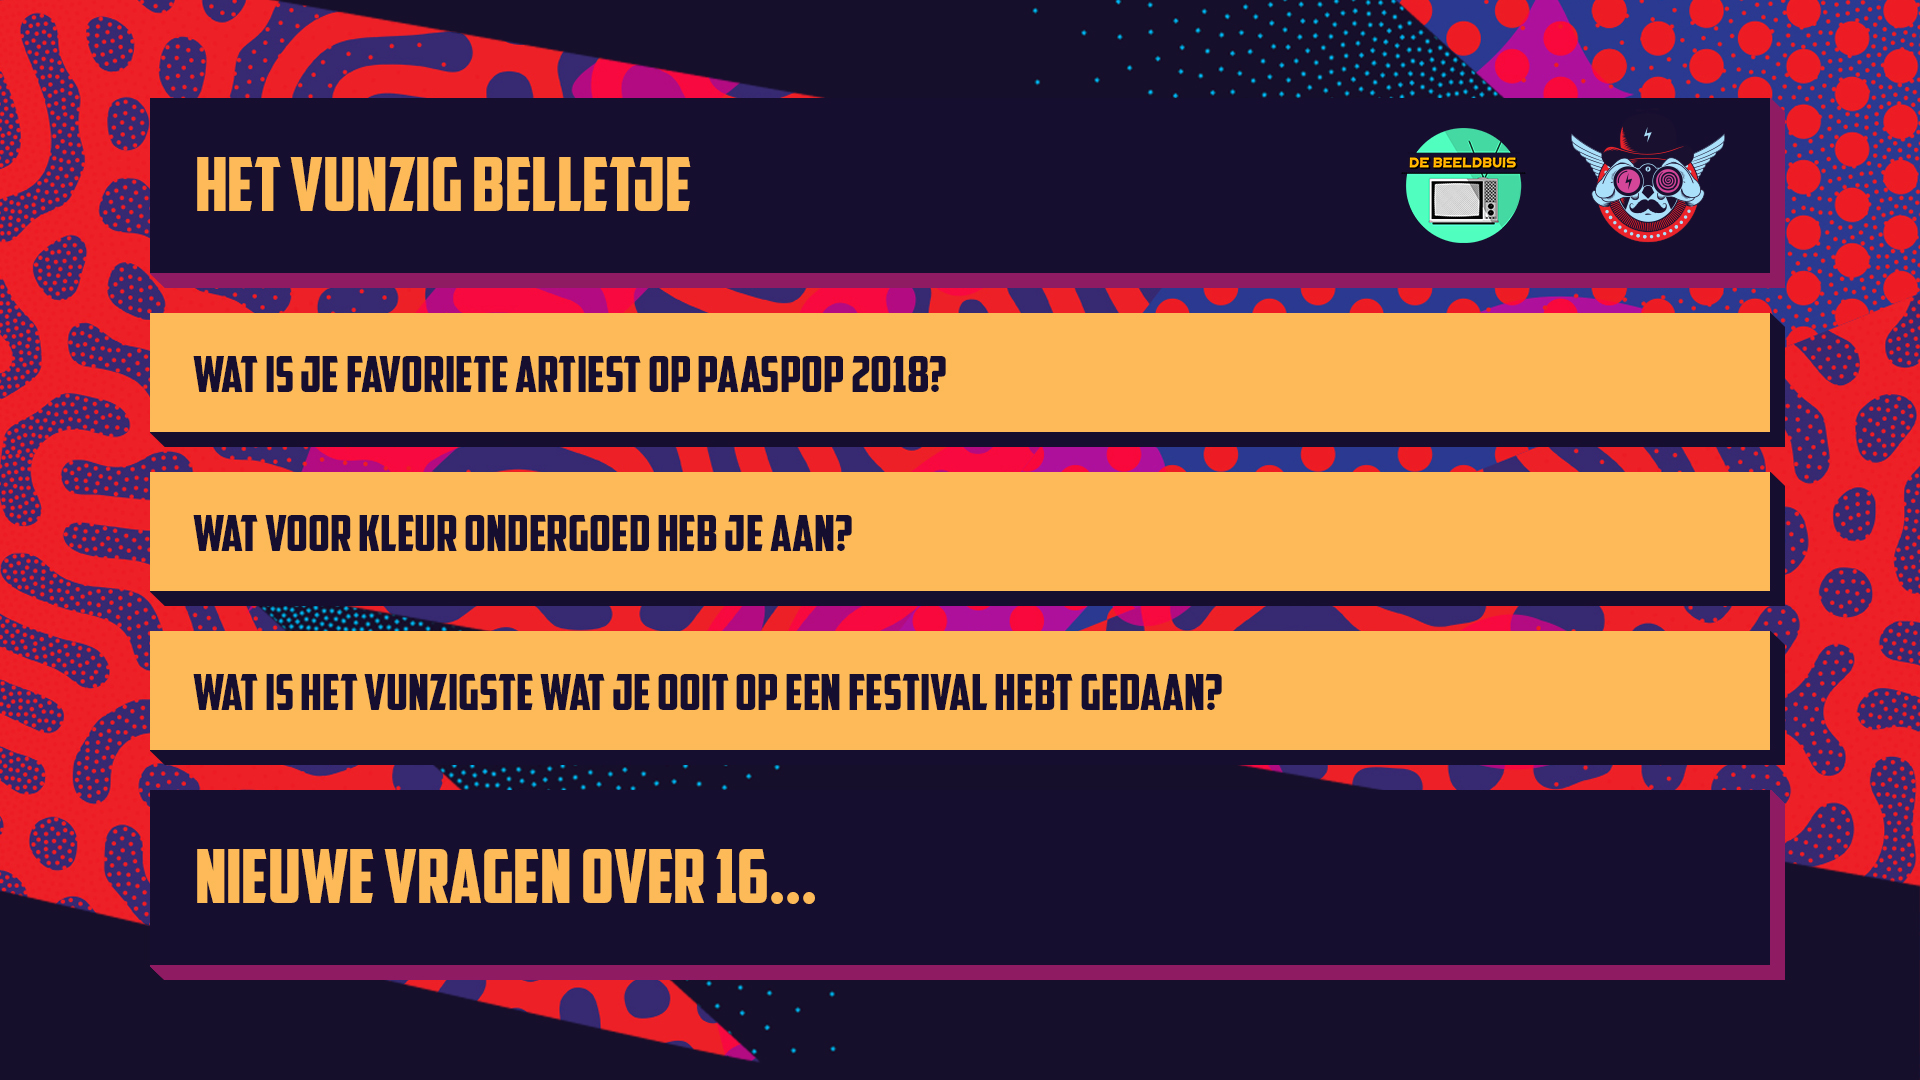 HET VUNZIG BELLETJE
DE BEELDBUIS
WAT IS JE FAVORIETE ARTIEST OP PAASPOP 2018?
WAT VOOR KLEUR ONDERGOED HEB JE AAN?
WAT IS HET VUNZIGSTE WAT JE OOIT OP EEN FESTIVAL HEBT GEDAAN?
NIEUWE VRAGEN OVER 16...